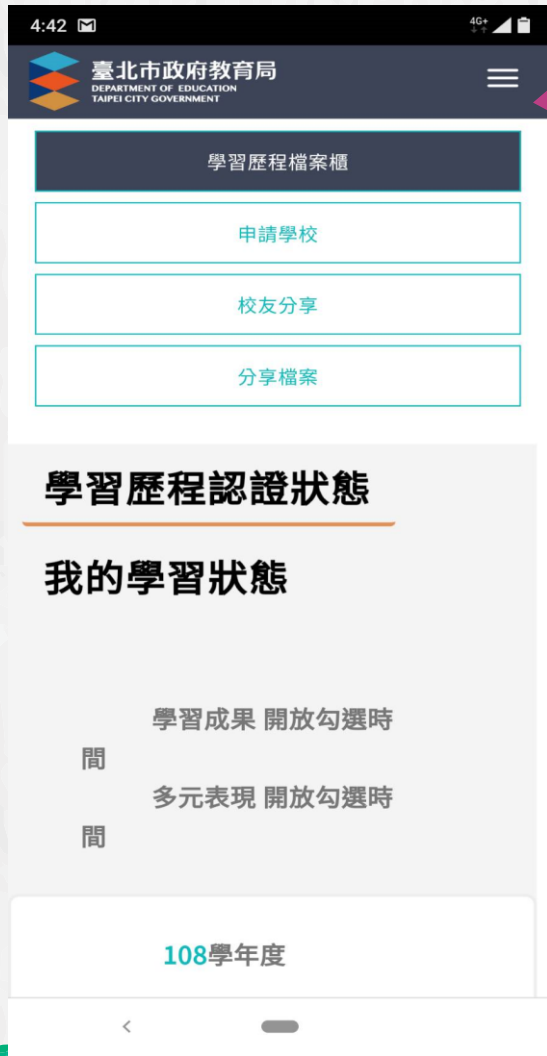 4:42
4G+
臺北市政府教育局
DEPARTMENT OF EDUCATION
TAIPEI CITY GOVERNMENT
學習歷程檔案櫃
申請學校
校友分享
分享檔案
學習歷程認證狀態
我的學習狀態
學習成果 開放勾選時
間
多元表現 開放勾選時
間
108學年度